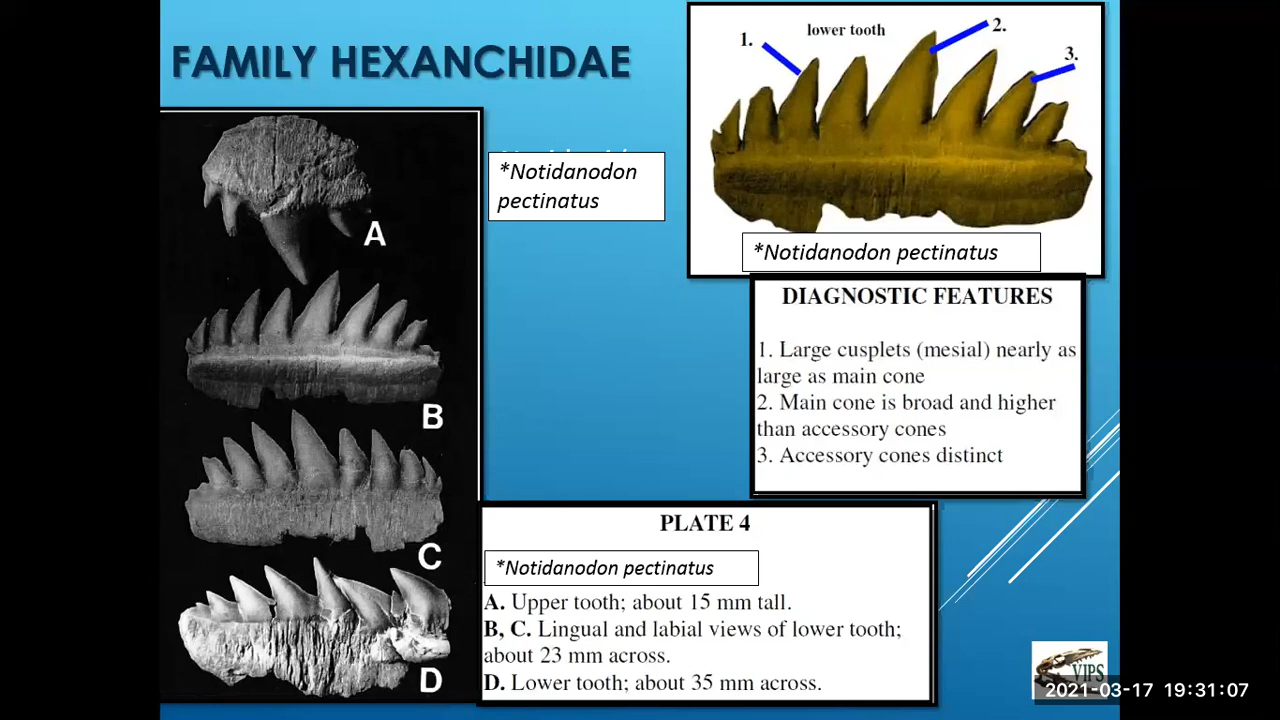 FAMILY HEXANCHIDAE
A
B
C
D
*Notidanodon
pectinatus
1.
lower tooth
2.
3.
*Notidanodon pectinatus
DIAGNOSTIC FEATURES
1. Large cusplets (mesial) nearly as
large as main cone
2. Main cone is broad and higher
than accessory cones
3. Accessory cones distinct
PLATE 4
*Notidanodon pectinatus
A. Upper tooth; about 15 mm tall.
B, C. Lingual and labial views of lower tooth;
about 23 mm across.
D. Lower tooth; about 35 mm across.
VIPS
2021-03-17 19:31:07